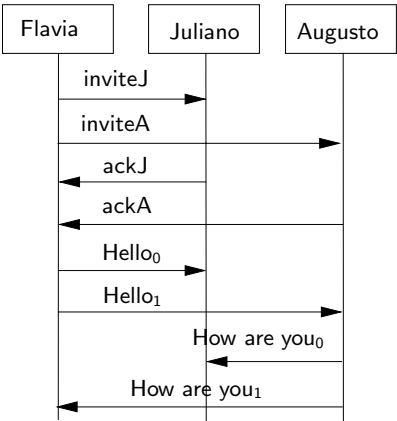 Flavia Juliano Augusto
inviteJ
inviteA
ackJ
ackA
Hello₀
Hello₁
How are you₀
How are you₁